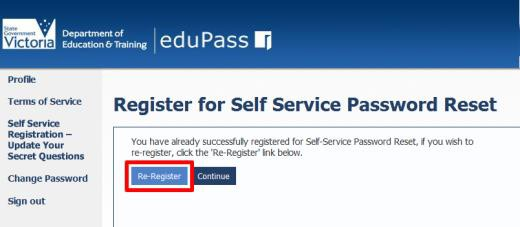 State
Government
Victoria
Department of
Education & Training
eduPass
Profile
Terms of Service
Self Service
Registration –
Update Your
Secret Questions
Change Password
Sign out
Register for Self Service Password Reset
You have already successfully registered for Self-Service Password Reset, if you wish to
re-register, click the 'Re-Register' link below.
Re-Register
Continue